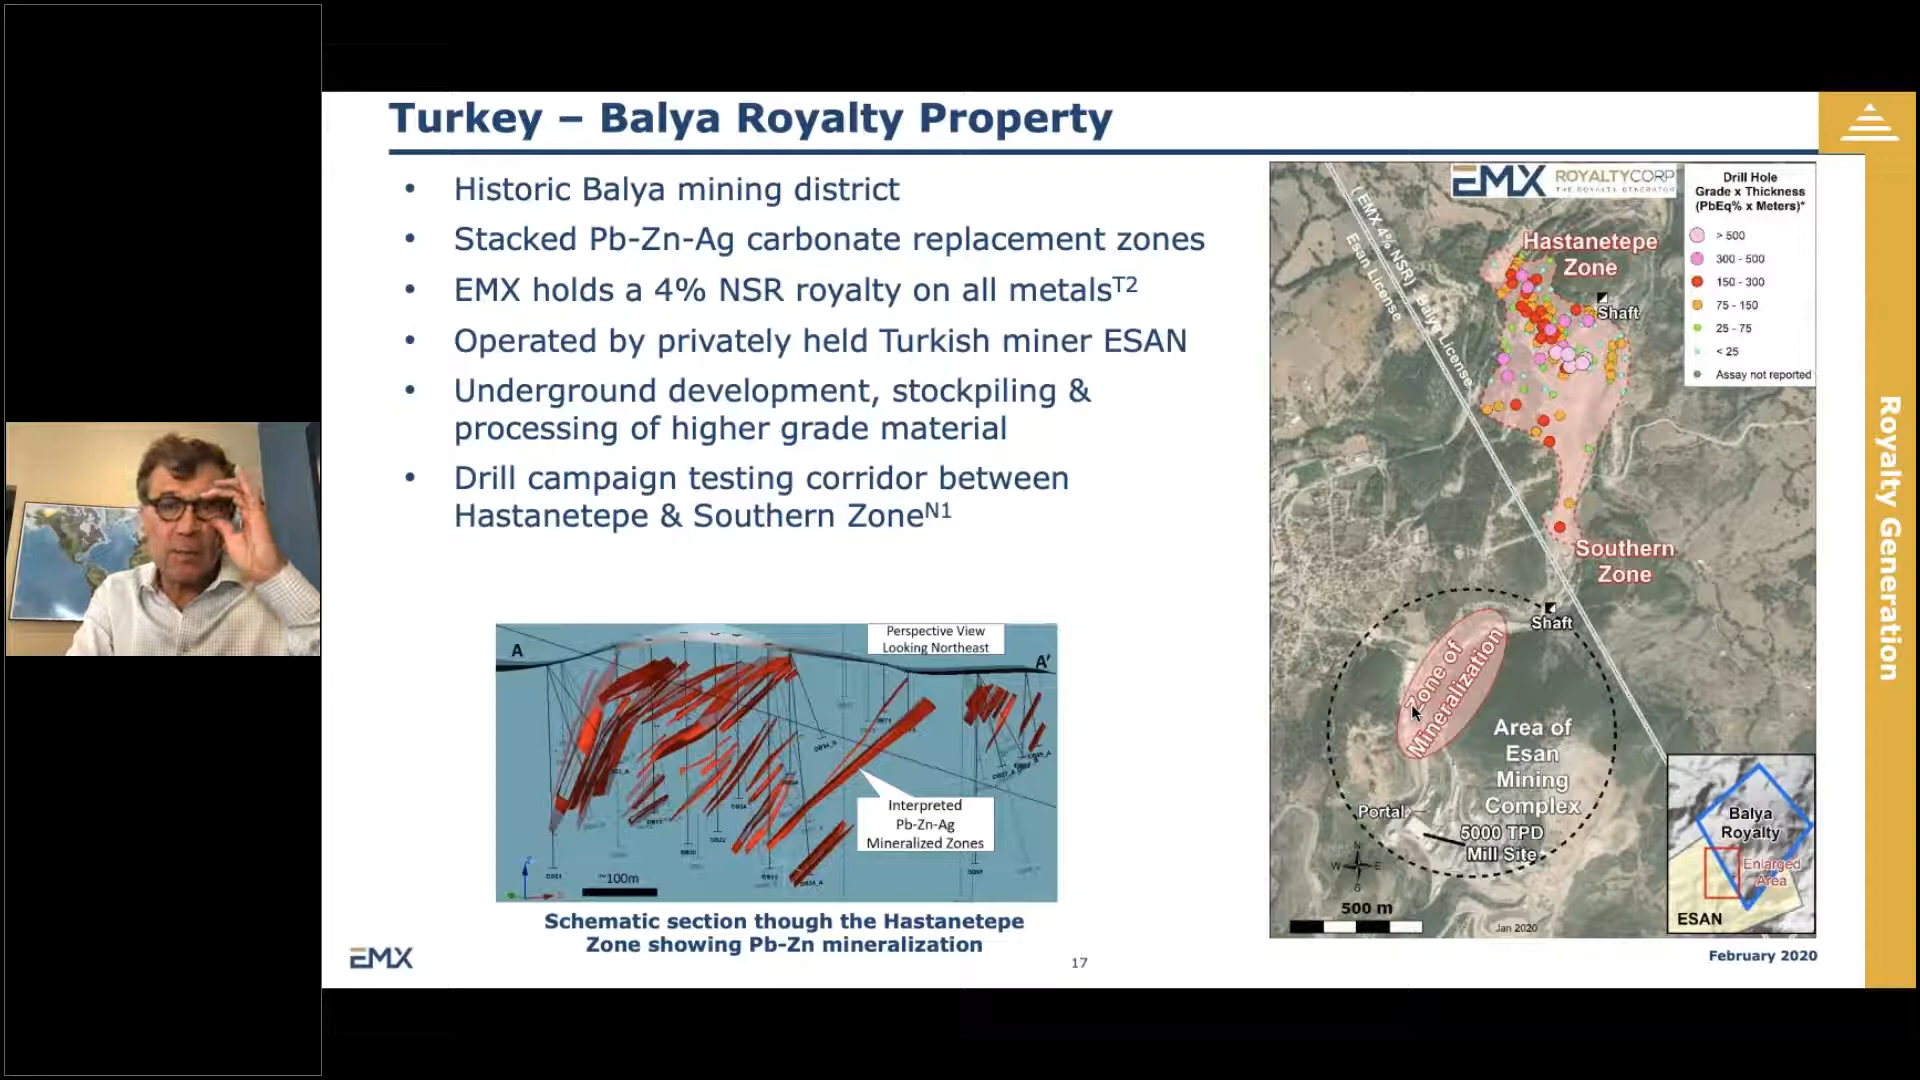 Turkey – Balya Royalty Property
• Historic Balya mining district
• Stacked Pb-Zn-Ag carbonate replacement zones
• EMX holds a 4% NSR royalty on all metalsT2
• Operated by privately held Turkish miner ESAN
• Underground development, stockpiling &
processing of higher grade material
• Drill campaign testing corridor between
Hastanetepe & Southern ZoneN1
A
Perspective View
Looking Northeast
A'
Interpreted
Pb-Zn-Ag
Mineralized Zones
~100m
Schematic section though the Hastanetepe
Zone showing Pb-Zn mineralization
EMX
17
EMX ROYALTYCORP
THE ROYALTY GENERATOR
Drill Hole
Grade x Thickness
(PbEq% x Meters)*
> 500
300 - 500
150 - 300
75 - 150
25 - 75
< 25
Assay not reported
(EMX 4% NSR) Balya License
Esan License
Hastanetepe
Zone
Shaft
Southern
Zone
Shaft
Zone of
Mineralization
Area of
Esan
Mining
Complex
Portal
5000 TPD
Mill Site
N
W E
S
500 m
Jan 2020
Balya
Royalty
Enlarged
Area
ESAN
February 2020
Royalty Generation